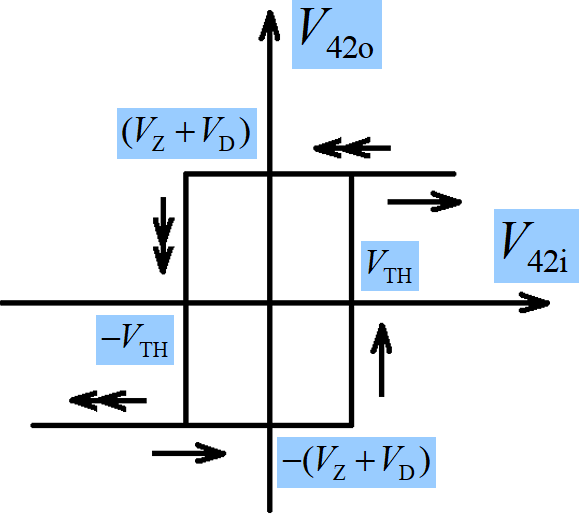 V42o
(VZ + VD)
V42i
VTH
−VTH
−(VZ + VD)